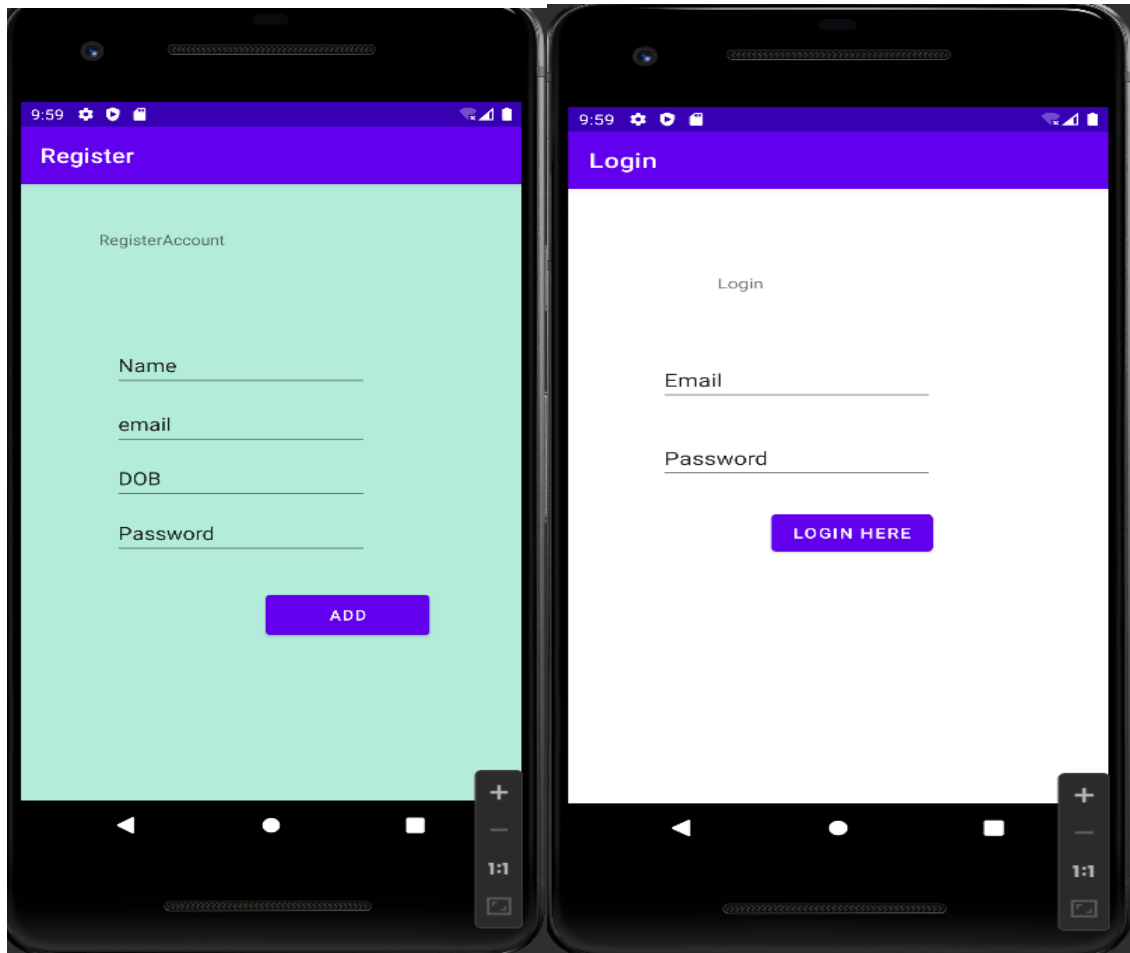 9:59
Register
RegisterAccount
Name
email
DOB
Password
ADD
1:1
9:59
Login
Login
Email
Password
LOGIN HERE
1:1